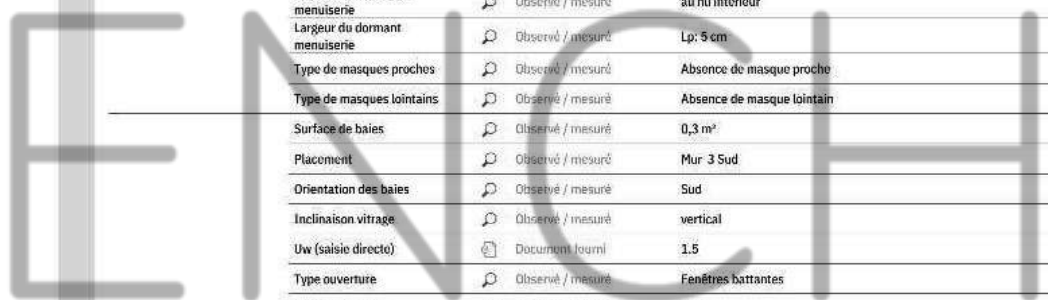 menuiserie Observé / mesuré au nu intérieur
Largeur du dormant
menuiserie Observé / mesuré Lp: 5 cm
Type de masques proches Observé / mesuré Absence de masque proche
Type de masques lointains Observé / mesuré Absence de masque lointain
Surface de baies Observé / mesuré 0,3 m²
Placement Observé / mesuré Mur 3 Sud
Orientation des baies Observé / mesuré Sud
Inclinaison vitrage Observé / mesuré vertical
Uw (saisie directe) Document fourni 1.5
Type ouverture Observé / mesuré Fenêtres battantes
ENCH